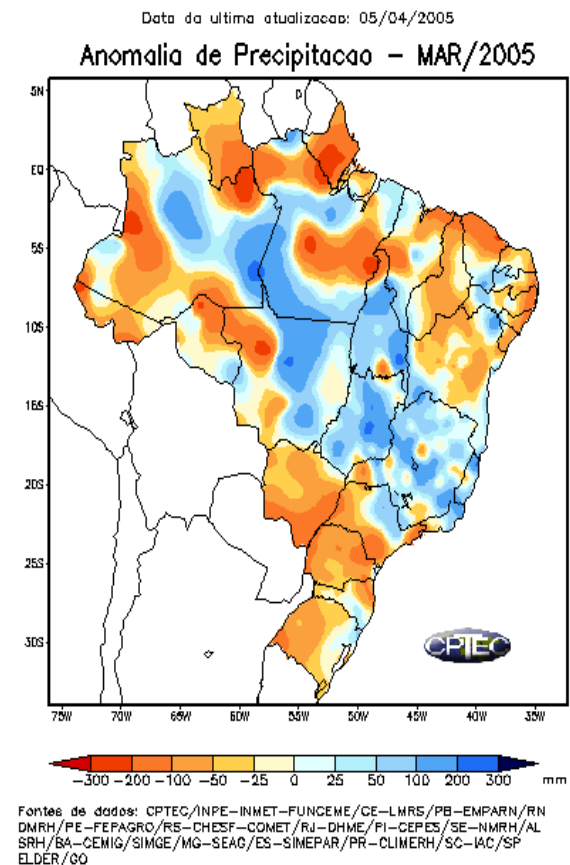 Data da ultima atualizacao: 05/04/2005
Anomalia de Precipitacao – MAR/2005
5N
EQ
5S
10S
15S
20S
25S
30S
CPTEC
75W 70W 65W 60W 55W 50W 45W 40W 35W
-300 -200 -100 -50 -25 0 25 50 100 200 300 mm
Fontes de dados: CPTEC/INPE-INMET-FUNCEME/CE-LMRS/PB-EMPARN/RN
DMRH/PE-FEPAGRO/RS-CHESF-COMET/RJ-DHME/PI-CEPES/SE-NMRH/AL
SRH/BA-CEMIG/SIMGE/MG-SEAG/ES-SIMEPAR/PR-CLIMERH/SC-IAC/SP
ELDER/GO